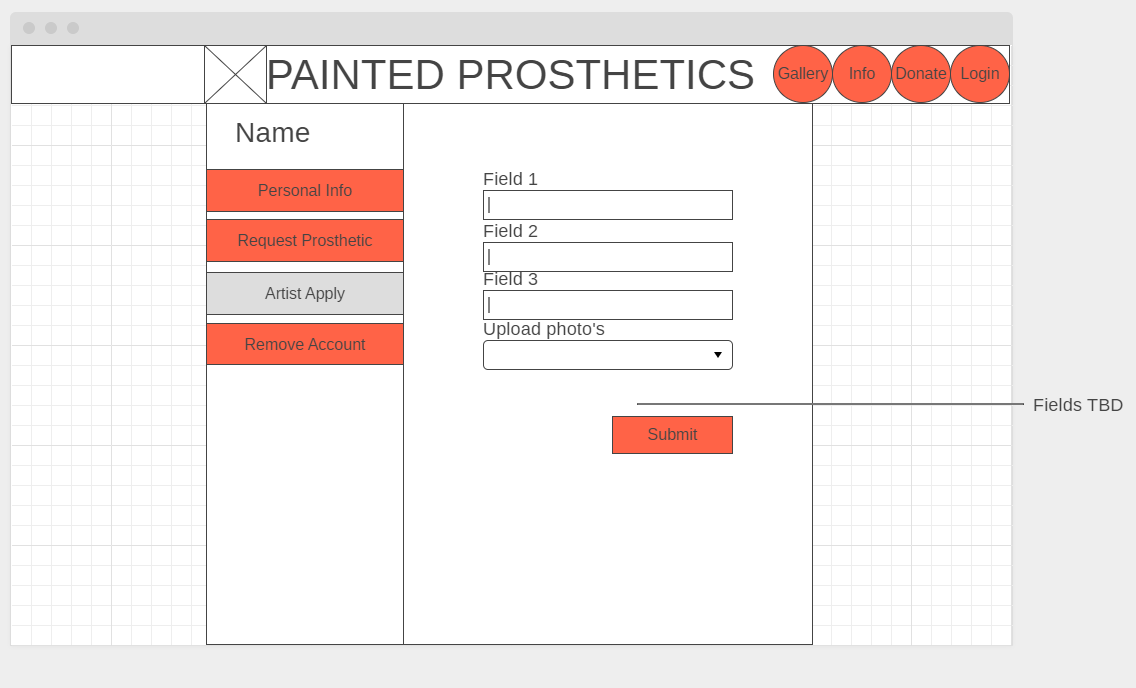 PAINTED PROSTHETICS
Gallery
Info
Donate
Login
Name
Personal Info
Request Prosthetic
Artist Apply
Remove Account
Field 1
Field 2
Field 3
Upload photo's
Submit
Fields TBD